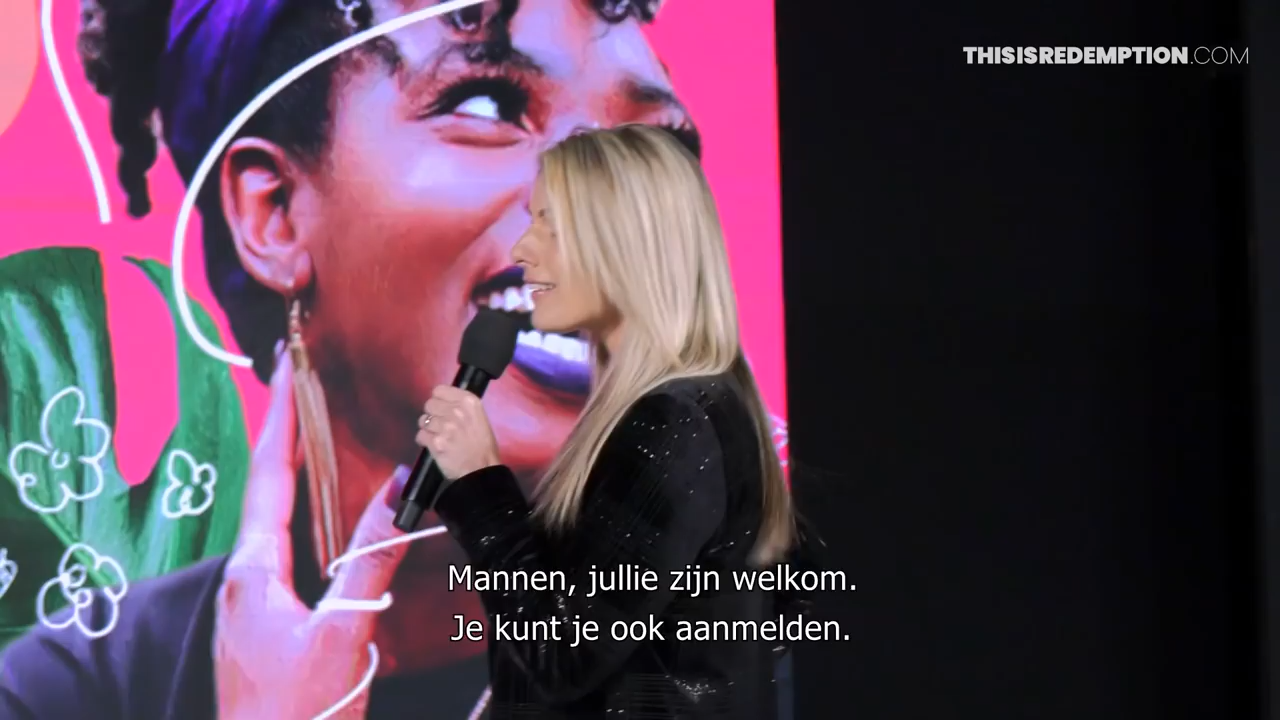 THISISREDEMPTION.COM
Mannen, jullie zijn welkom.
Je kunt je ook aanmelden.